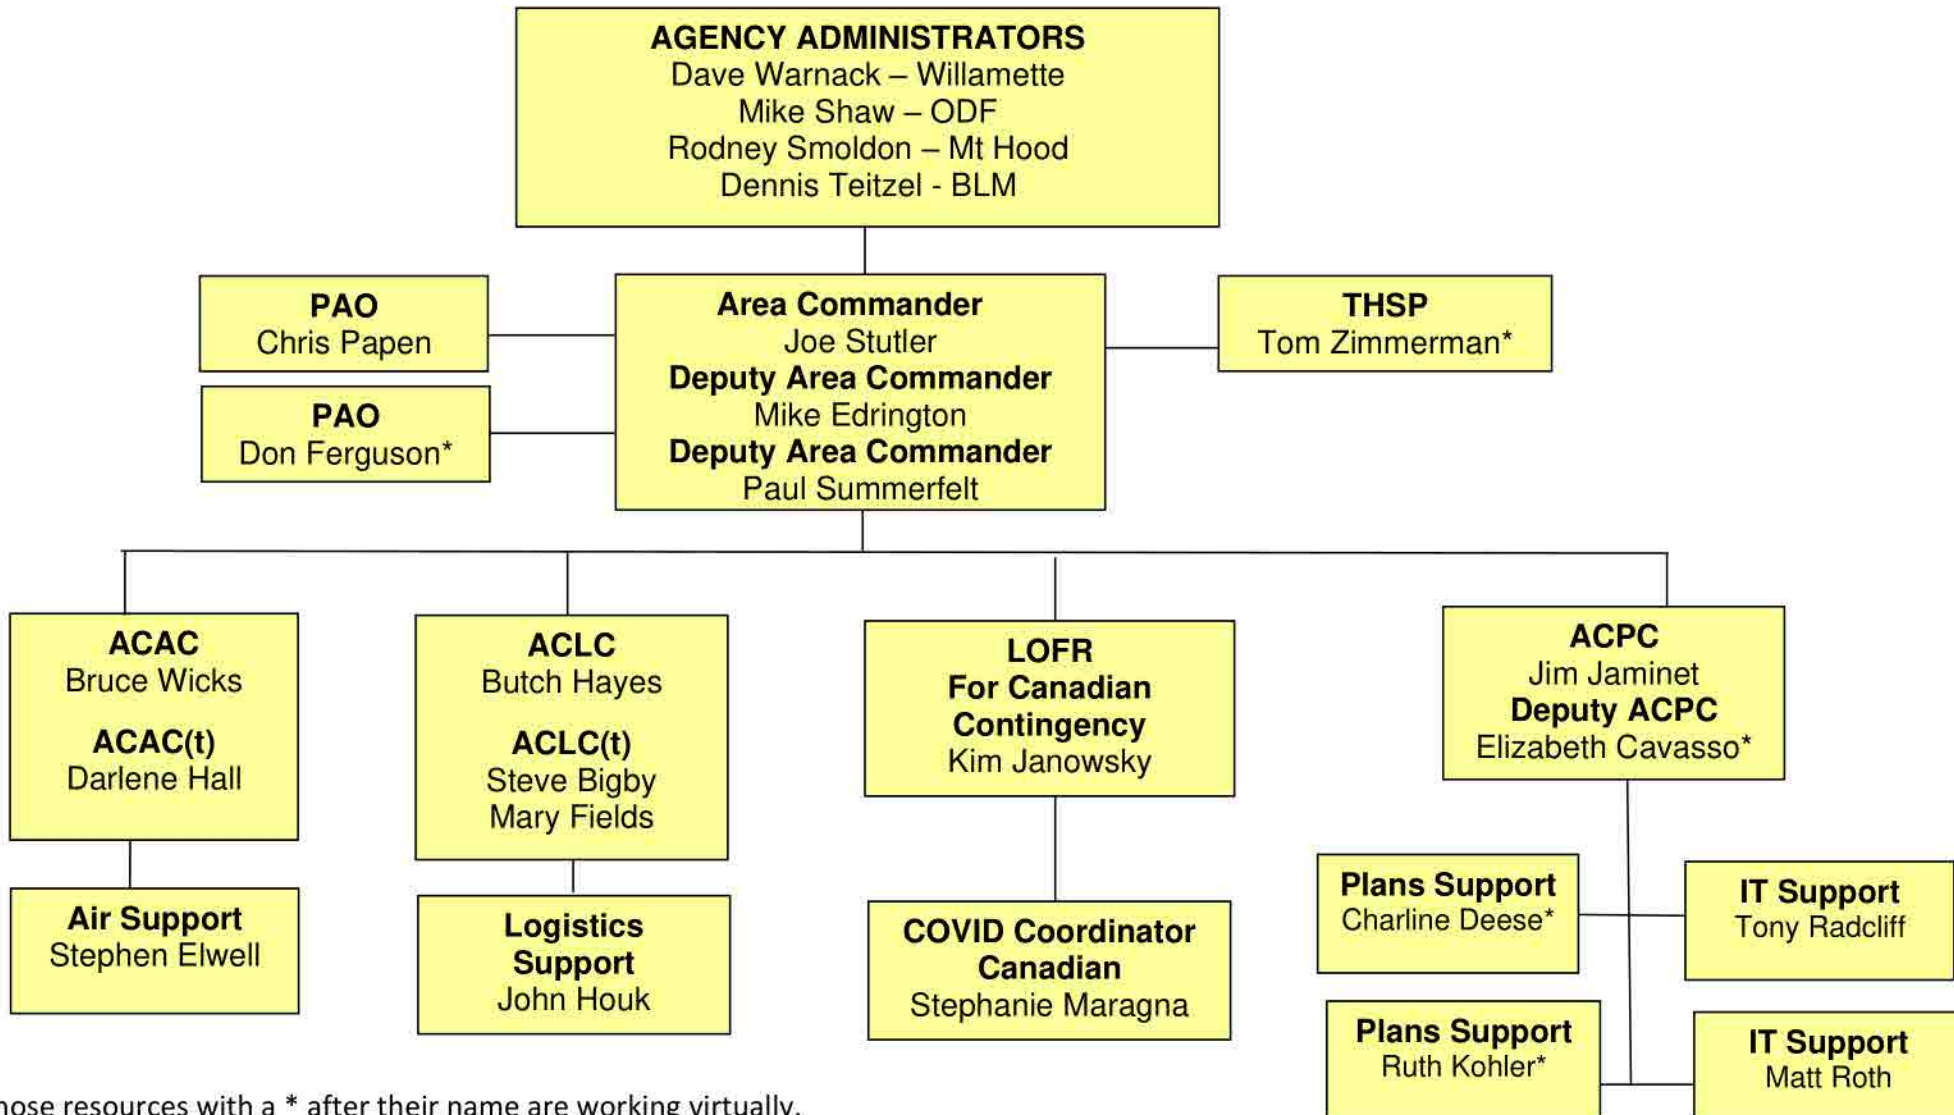 AGENCY ADMINISTRATORS
Dave Warnack – Willamette
Mike Shaw – ODF
Rodney Smoldon – Mt Hood
Dennis Teitzel - BLM
PAO
Chris Papen
PAO
Don Ferguson*
Area Commander
Joe Stutler
Deputy Area Commander
Mike Edrington
Deputy Area Commander
Paul Summerfelt
THSP
Tom Zimmerman*
ACAC
Bruce Wicks
ACAC(t)
Darlene Hall
Air Support
Stephen Elwell
ACLC
Butch Hayes
ACLC(t)
Steve Bigby
Mary Fields
Logistics
Support
John Houk
LOFR
For Canadian
Contingency
Kim Janowsky
COVID Coordinator
Canadian
Stephanie Maragna
ACPC
Jim Jaminet
Deputy ACPC
Elizabeth Cavasso*
Plans Support
Charline Deese*
IT Support
Tony Radcliff
Plans Support
Ruth Kohler*
IT Support
Matt Roth
resources with a * after their name are working virtually.